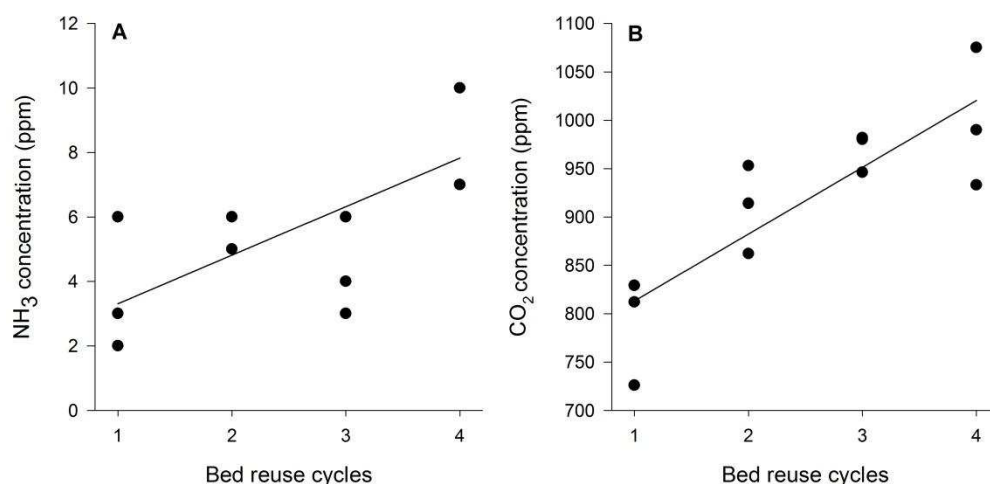 A
NH3 concentration (ppm)
12
10
8
6
4
2
0
1 2 3 4
Bed reuse cycles
B
CO2 concentration (ppm)
1100
1050
1000
950
900
850
800
750
700
1 2 3 4
Bed reuse cycles